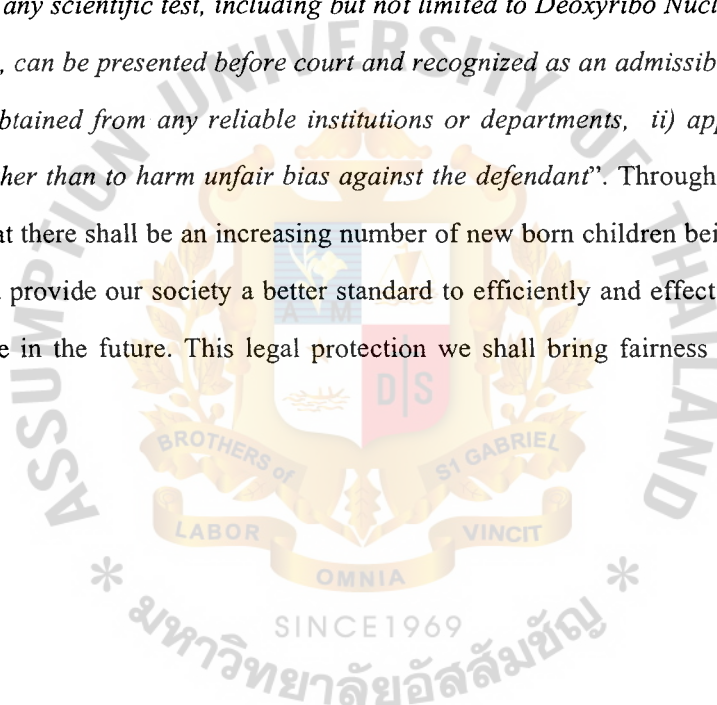 any scientific test, including but not limited to Deoxyribo Nucl
, can be presented before court and recognized as an admissib
btained from any reliable institutions or departments, ii) ap
her than to harm unfair bias against the defendant”. Through
at there shall be an increasing number of new born children bei
provide our society a better standard to efficiently and effect
e in the future. This legal protection we shall bring fairness
ASSUMPTION UNIVERSITY OF THAILAND
A M
D S
BROTHERS of ST GABRIEL
LABOR
VINCIT
OMNIA
SINCE1969
มหาวิทยาลัยอัสสัมชัญ